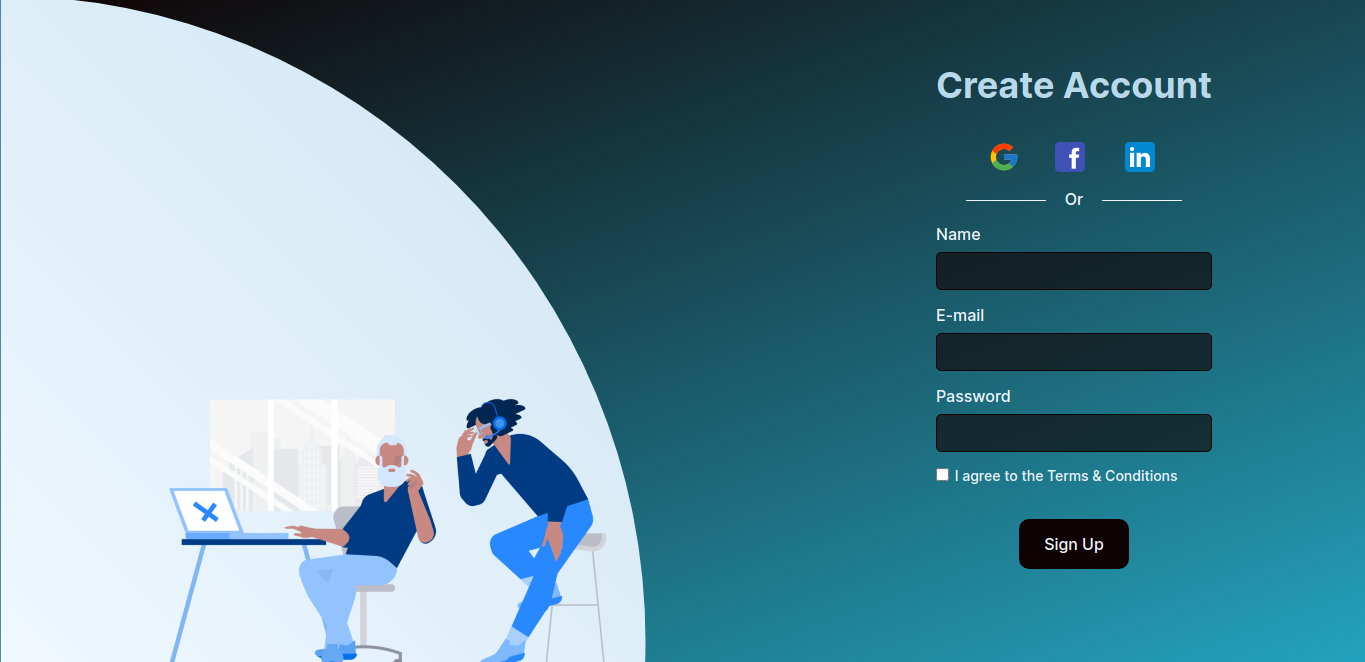 Create Account
f in
Or
Name
E-mail
Password
I agree to the Terms & Conditions
Sign Up